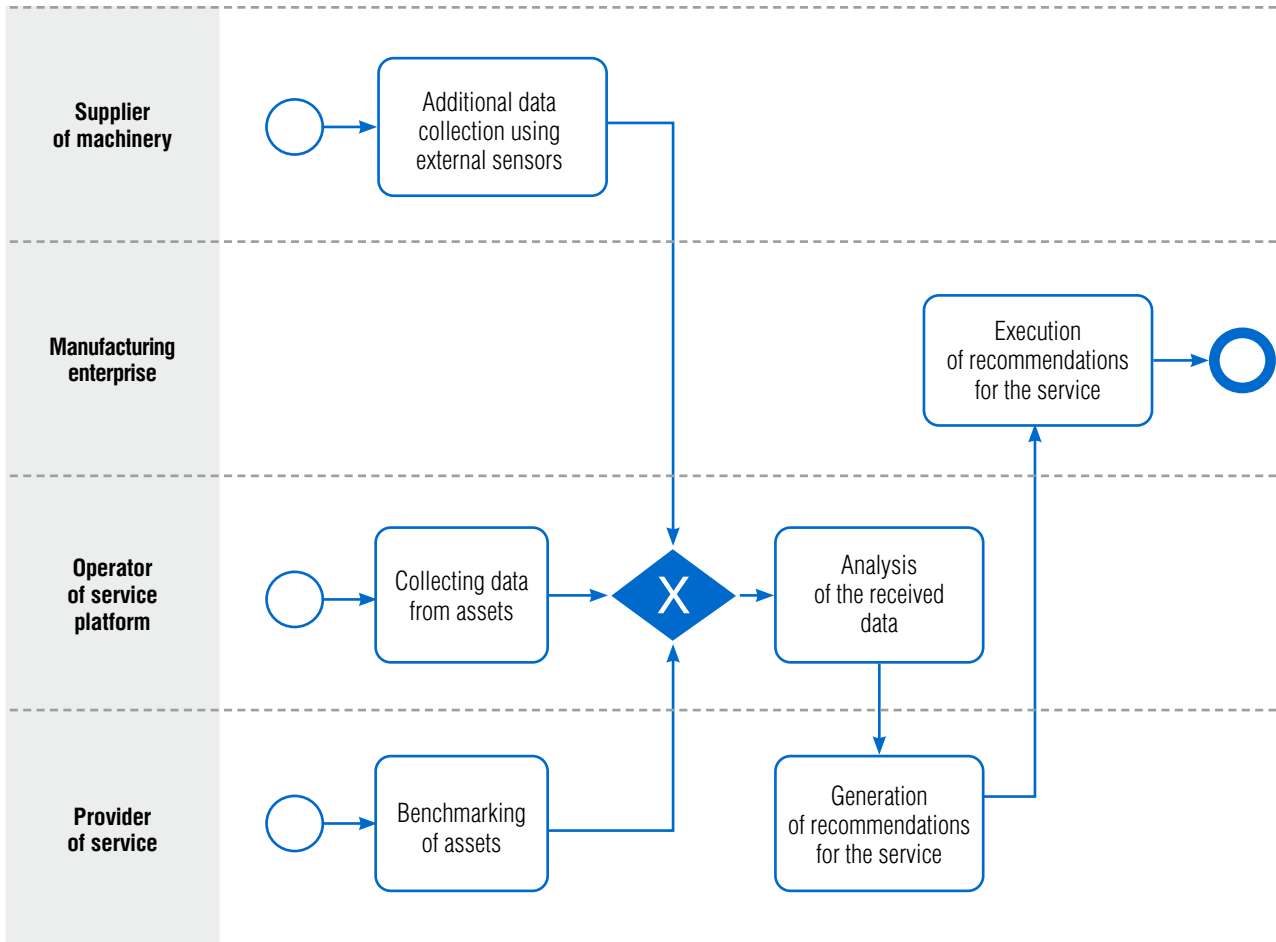 Supplier
of machinery
Additional data
collection using
external sensors
Manufacturing
enterprise
Execution
of recommendations
for the service
Operator
of service
platform
Collecting data
from assets
X
Analysis
of the received
data
Provider
of service
Benchmarking
of assets
Generation
of recommendations
for the service